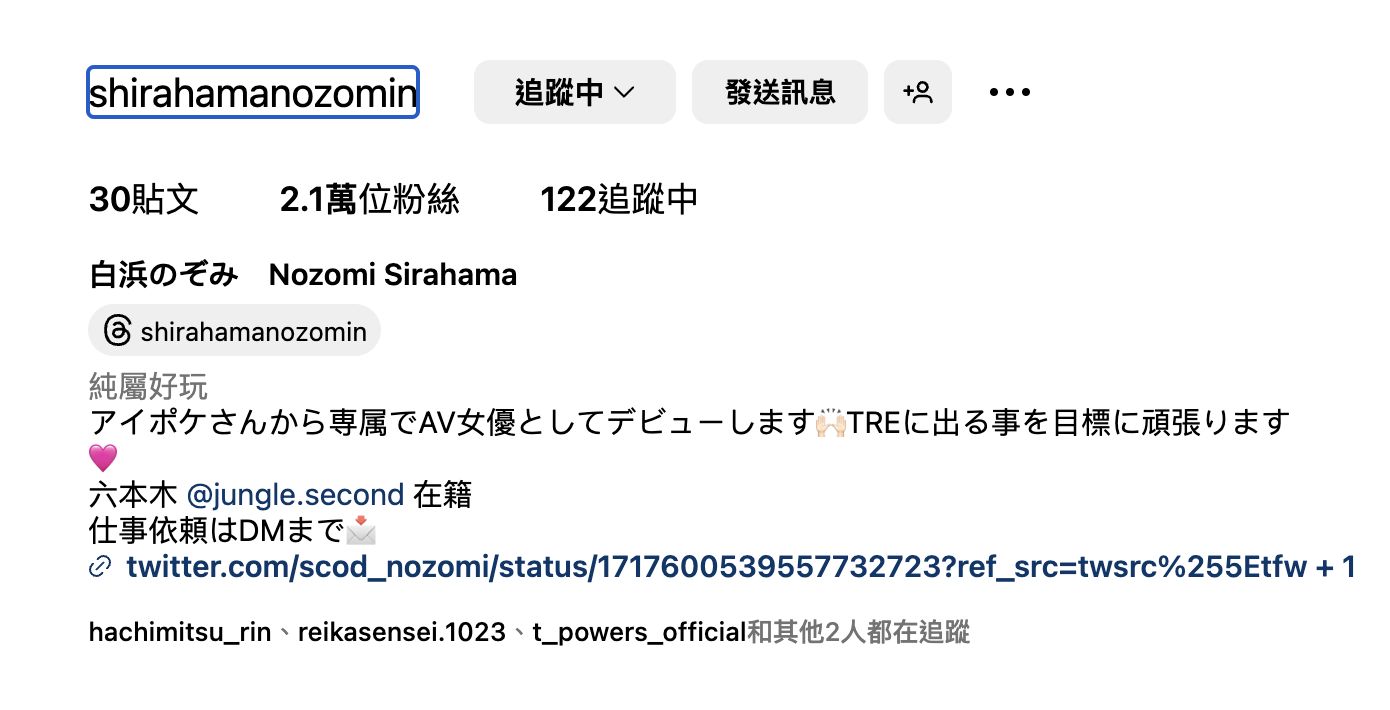 shirahamanozomin 追蹤中 發送訊息
30貼文 2.1萬位粉絲 122追蹤中
白浜のぞみ　Nozomi Sirahama
shirahamanozomin
純屬好玩
アイポケさんから専属でAV女優としてデビューします🙌🏻TREに出る事を目標に頑張ります
🩷
六本木 @jungle.second 在籍
仕事依頼はDMまで📩
twitter.com/scod_nozomi/status/1717600539557732723?ref_src=twsrc%255Etfw + 1
hachimitsu_rin、reikasensei.1023、t_powers_official和其他2人都在追蹤